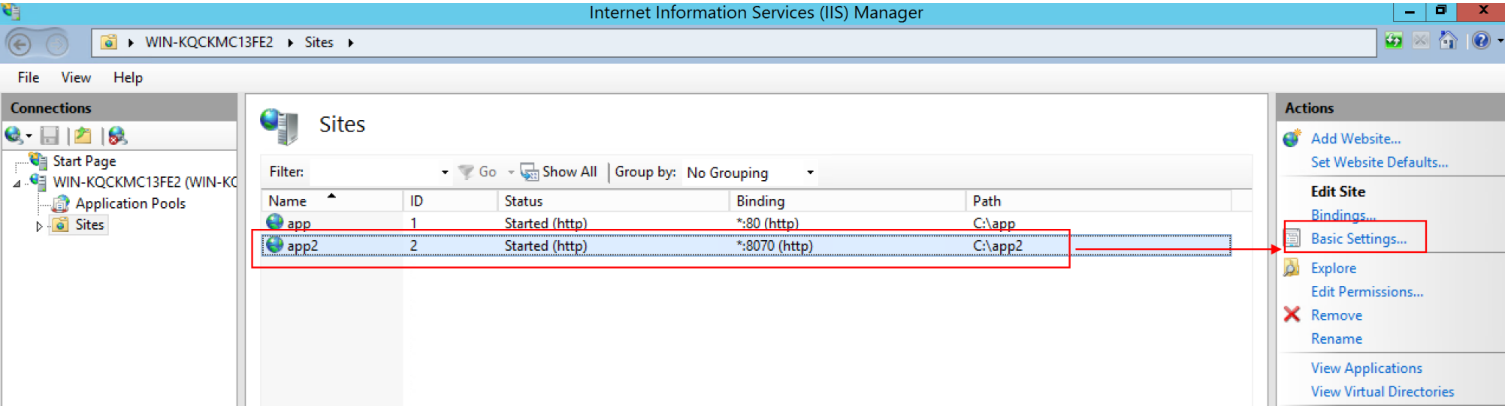 Internet Information Services (IIS) Manager
WIN-KQCKMC13FE2 Sites
File View Help
Connections
Start Page
WIN-KQCKMC13FE2 (WIN-KC
Application Pools
Sites
Sites
Filter: Go Show All Group by: No Grouping
Name ID Status Binding Path
app 1 Started (http) *:80 (http) C:\app
app2 2 Started (http) *:8070 (http) C:\app2
Actions
Add Website...
Set Website Defaults...
Edit Site
Bindings...
Basic Settings...
Explore
Edit Permissions...
Remove
Rename
View Applications
View Virtual Directories